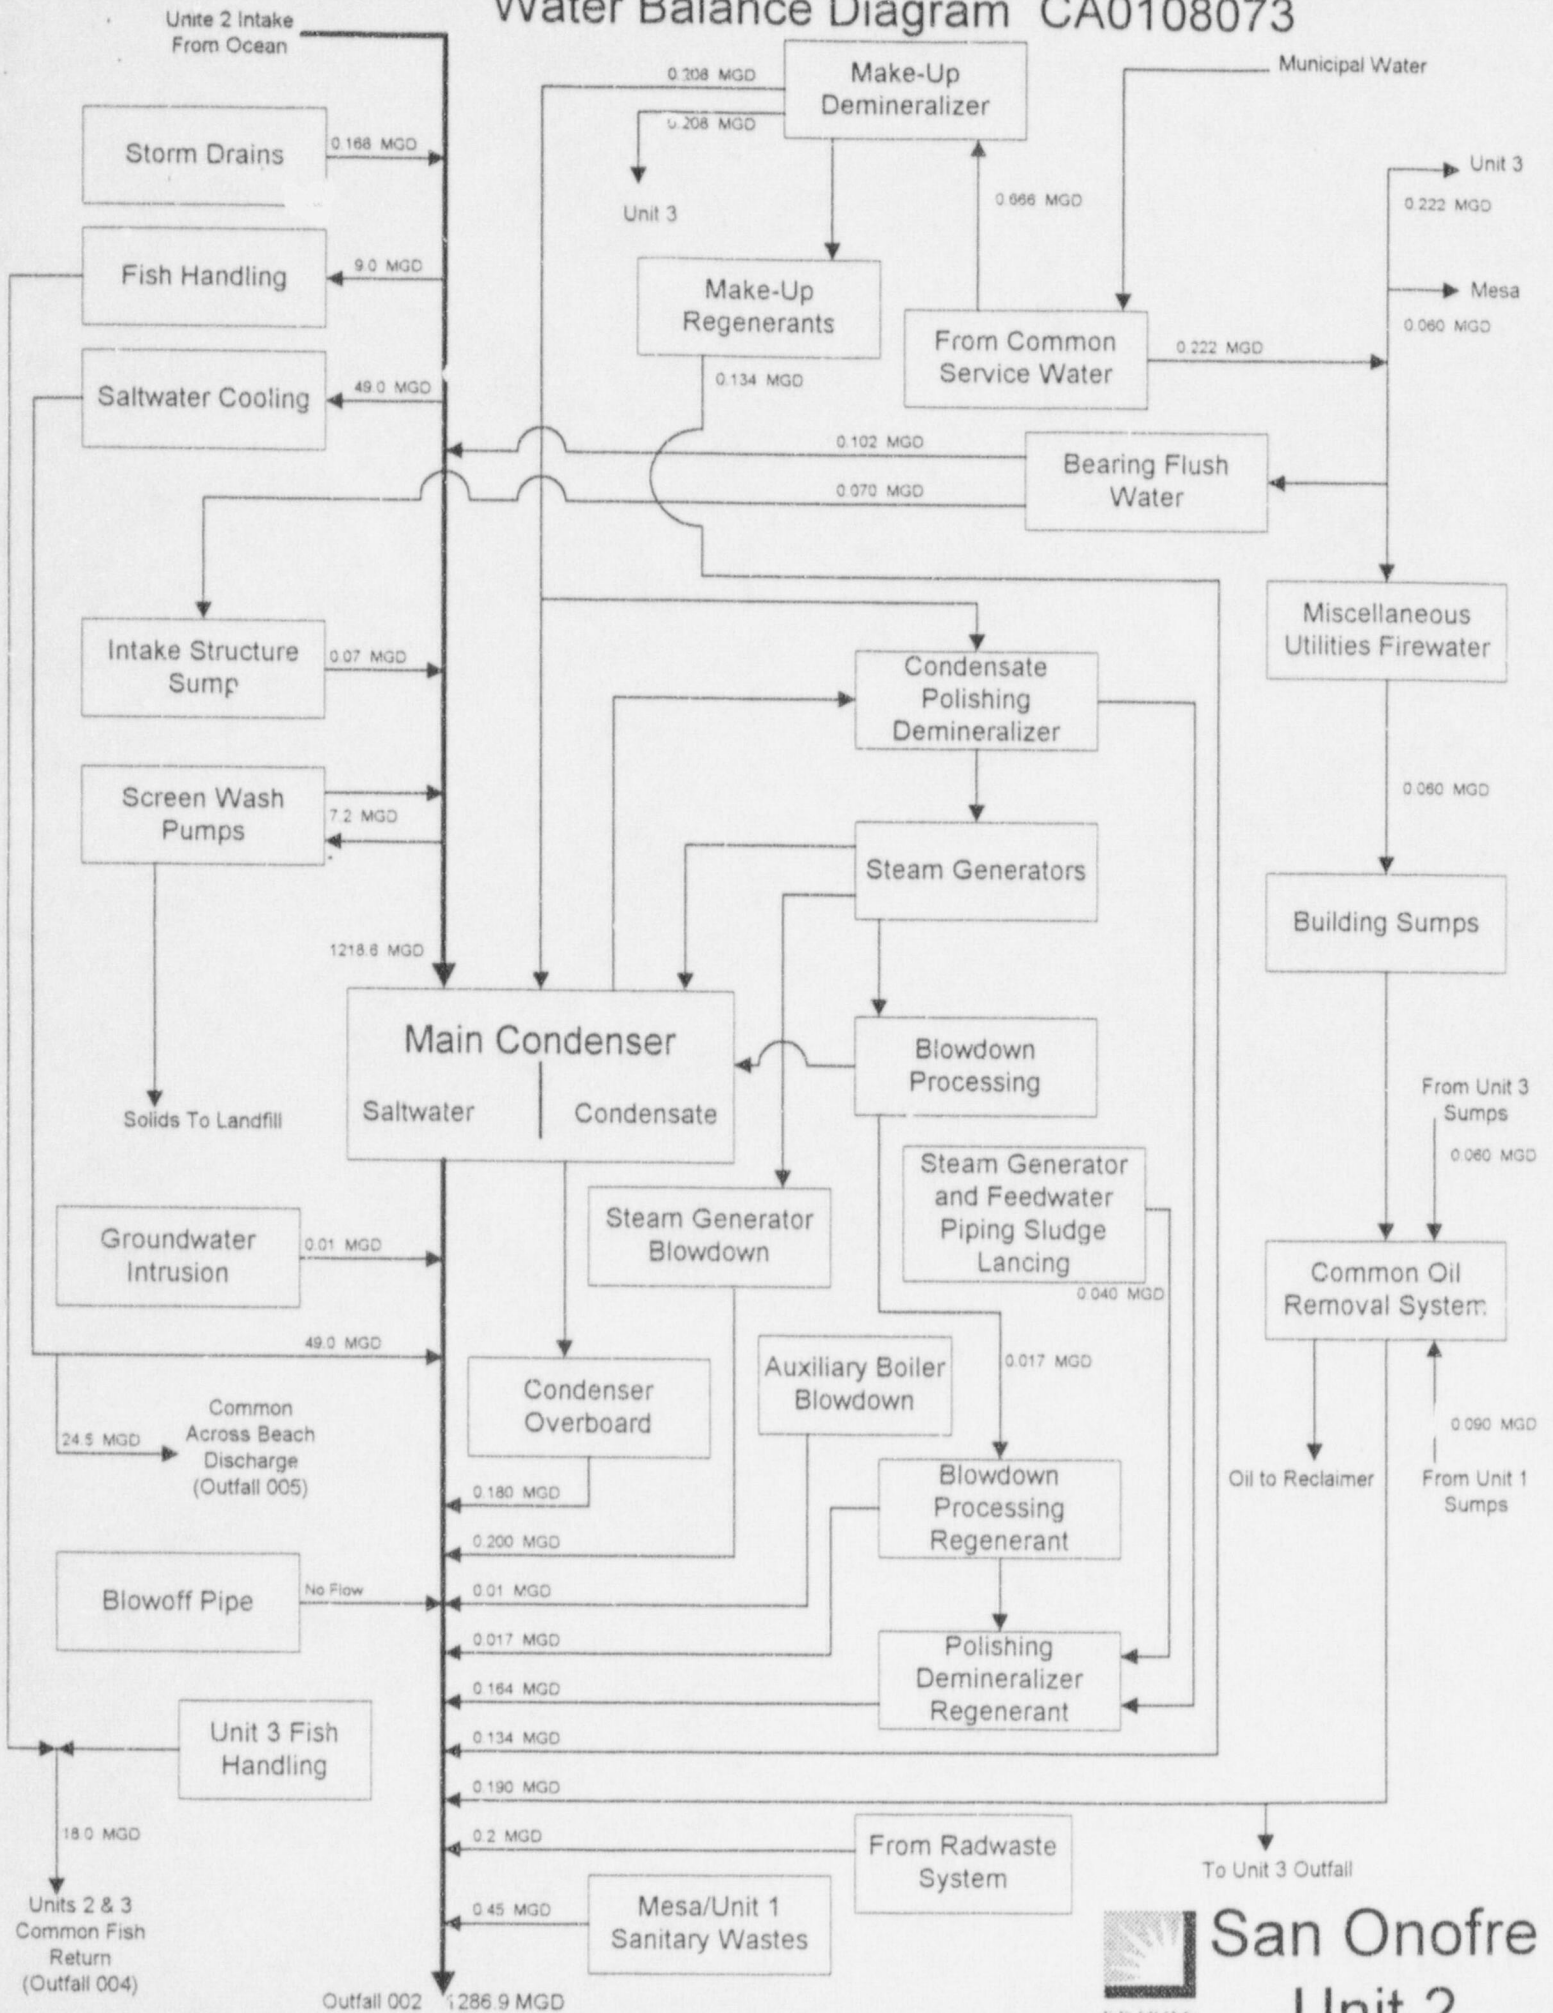 Water Balance Diagram CA0108073
Unite 2 Intake
From Ocean
Storm Drains
0.168 MGD
Fish Handling
9.0 MGD
Saltwater Cooling
49.0 MGD
0.208 MGD
0.208 MGD
Unit 3
Make-Up
Demineralizer
Municipal Water
0.666 MGD
Unit 3
0.222 MGD
Mesa
0.060 MGD
Make-Up
Regenerants
0.134 MGD
From Common
Service Water
0.222 MGD
0.102 MGD
0.070 MGD
Bearing Flush
Water
Intake Structure
Sump
0.07 MGD
Condensate
Polishing
Demineralizer
Miscellaneous
Utilities Firewater
0.060 MGD
Screen Wash
Pumps
7.2 MGD
Steam Generators
Building Sumps
1218.6 MGD
Main Condenser
Saltwater
Condensate
Blowdown
Processing
Solids To Landfill
From Unit 3
Sumps
0.060 MGD
Steam Generator
and Feedwater
Piping Sludge
Lancing
0.040 MGD
Steam Generator
Blowdown
Groundwater
Intrusion
0.01 MGD
Common Oil
Removal System
49.0 MGD
24.5 MGD
Common
Across Beach
Discharge
(Outfall 005)
Condenser
Overboard
Auxiliary Boiler
Blowdown
0.017 MGD
0.090 MGD
Oil to Reclaimer
From Unit 1
Sumps
0.180 MGD
Blowdown
Processing
Regenerant
0.200 MGD
Blowoff Pipe
No Flow
0.01 MGD
0.017 MGD
Polishing
Demineralizer
Regenerant
0.164 MGD
0.134 MGD
Unit 3 Fish
Handling
0.190 MGD
18.0 MGD
0.2 MGD
From Radwaste
System
To Unit 3 Outfall
Units 2 & 3
Common Fish
Return
(Outfall 004)
0.45 MGD
Mesa/Unit 1
Sanitary Wastes
Outfall 002 1286.9 MGD
San Onofre
Unit 2